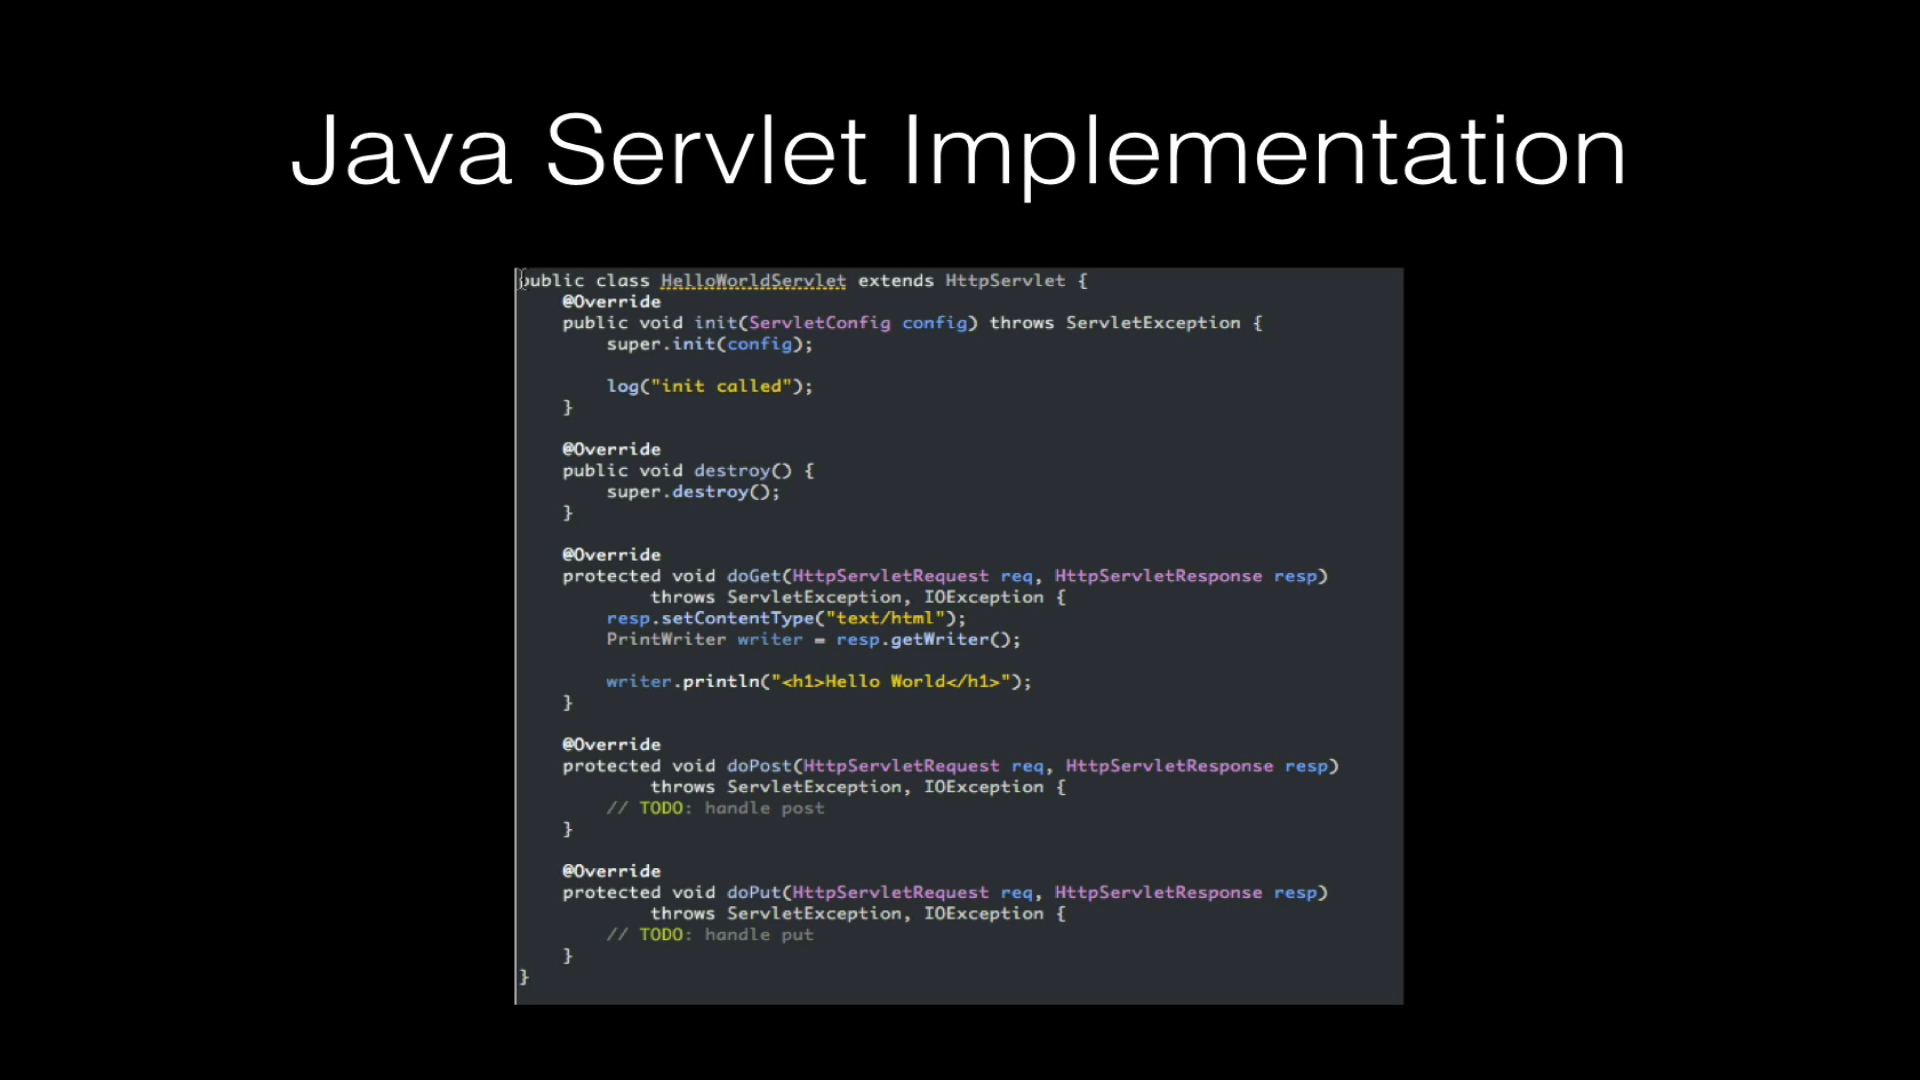 Java Servlet Implementation
public class HelloWorldServlet extends HttpServlet {
@Override
public void init(ServletConfig config) throws ServletException {
super.init(config);
log("init called");
}
@Override
public void destroy() {
super.destroy();
}
@Override
protected void doGet(HttpServletRequest req, HttpServletResponse resp)
throws ServletException, IOException {
resp.setContentType("text/html");
PrintWriter writer = resp.getWriter();
writer.println("<h1>Hello World</h1>");
}
@Override
protected void doPost(HttpServletRequest req, HttpServletResponse resp)
throws ServletException, IOException {
// TODO: handle post
}
@Override
protected void doPut(HttpServletRequest req, HttpServletResponse resp)
throws ServletException, IOException {
// TODO: handle put
}
}